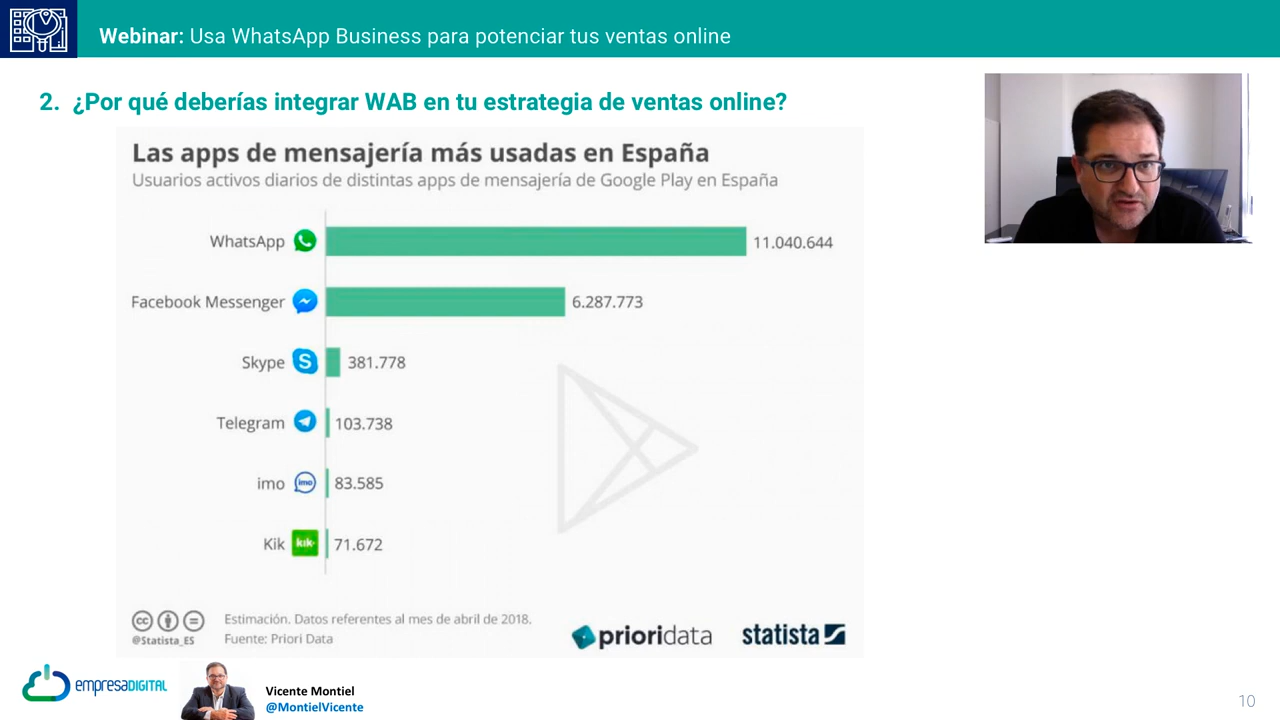 Webinar: Usa WhatsApp Business para potenciar tus ventas online
2. ¿Por qué deberías integrar WAB en tu estrategia de ventas online?
Las apps de mensajería más usadas en España
Usuarios activos diarios de distintas apps de mensajería de Google Play en España
WhatsApp 11.040.644
Facebook Messenger 6.287.773
Skype S 381.778
Telegram 103.738
imo imo 83.585
Kik kik 71.672
cc
@Statista_ES
Estimación. Datos referentes al mes de abril de 2018.
Fuente: Priori Data
prioridata
statista
empresaDIGITAL
Vicente Montiel
@MontielVicente
10